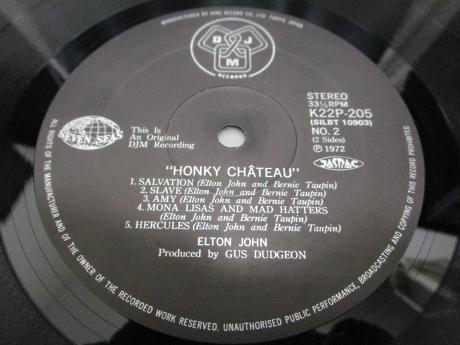 MANUFACTURED BY KING RECORD CO. LTD. TOKYO, JAPAN
DJM
RECORDS
STEREO
33⅓RPM
K22P-205
(SILBT 10903)
NO. 2
(2 Sides)
Ⓟ 1972
JASRAC
SEVEN SEAS
This Is
An Original
DJM Recording
"HONKY CHÂTEAU"
1. SALVATION (Elton John and Bernie Taupin)
2. SLAVE (Elton John and Bernie Taupin)
3. AMY (Elton John and Bernie Taupin)
4. MONA LISAS AND MAD HATTERS
(Elton John and Bernie Taupin)
5. HERCULES (Elton John and Bernie Taupin)
ELTON JOHN
Produced by GUS DUDGEON
ALL RIGHTS OF THE MANUFACTURER AND OF THE OWNER OF THE RECORDED WORK RESERVED. UNAUTHORISED PUBLIC PERFORMANCE, BROADCASTING AND COPYING OF THIS RECORD PROHIBITED